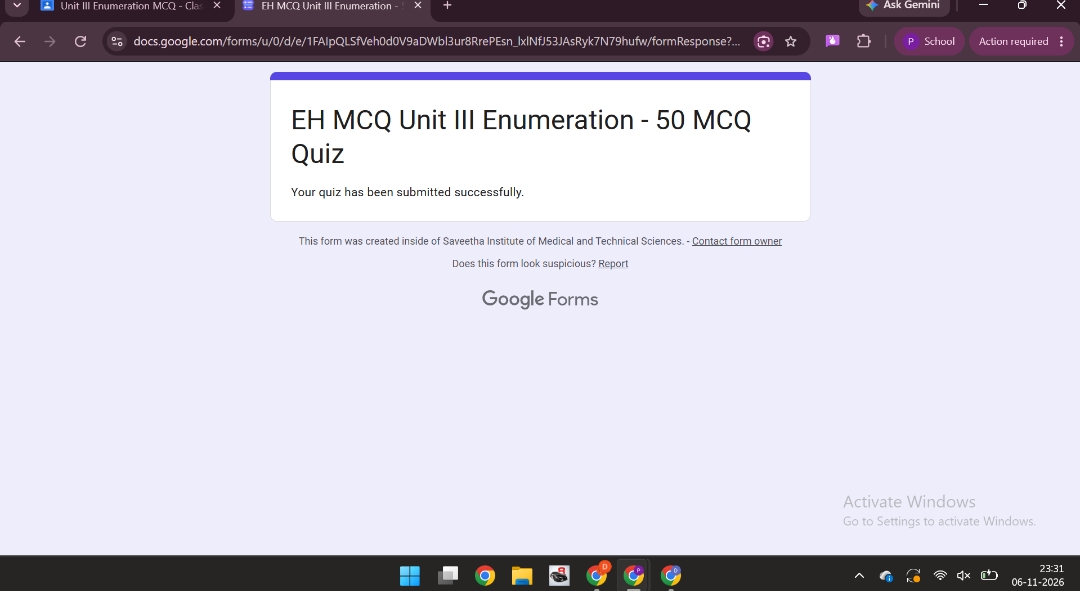 Unit III Enumeration MCQ - Cla
EH MCQ Unit III Enumeration -
Ask Gemini
docs.google.com/forms/u/0/d/e/1FAIpQLSfVeh0d0V9aDWbl3ur8RrePEsn_lxlNfJ53JAsRyk7N79hufw/formResponse?...
P School
Action required
EH MCQ Unit III Enumeration - 50 MCQ
Quiz
Your quiz has been submitted successfully.
This form was created inside of Saveetha Institute of Medical and Technical Sciences. - Contact form owner
Does this form look suspicious? Report
Google Forms
Activate Windows
Go to Settings to activate Windows.
23:31
06-11-2026